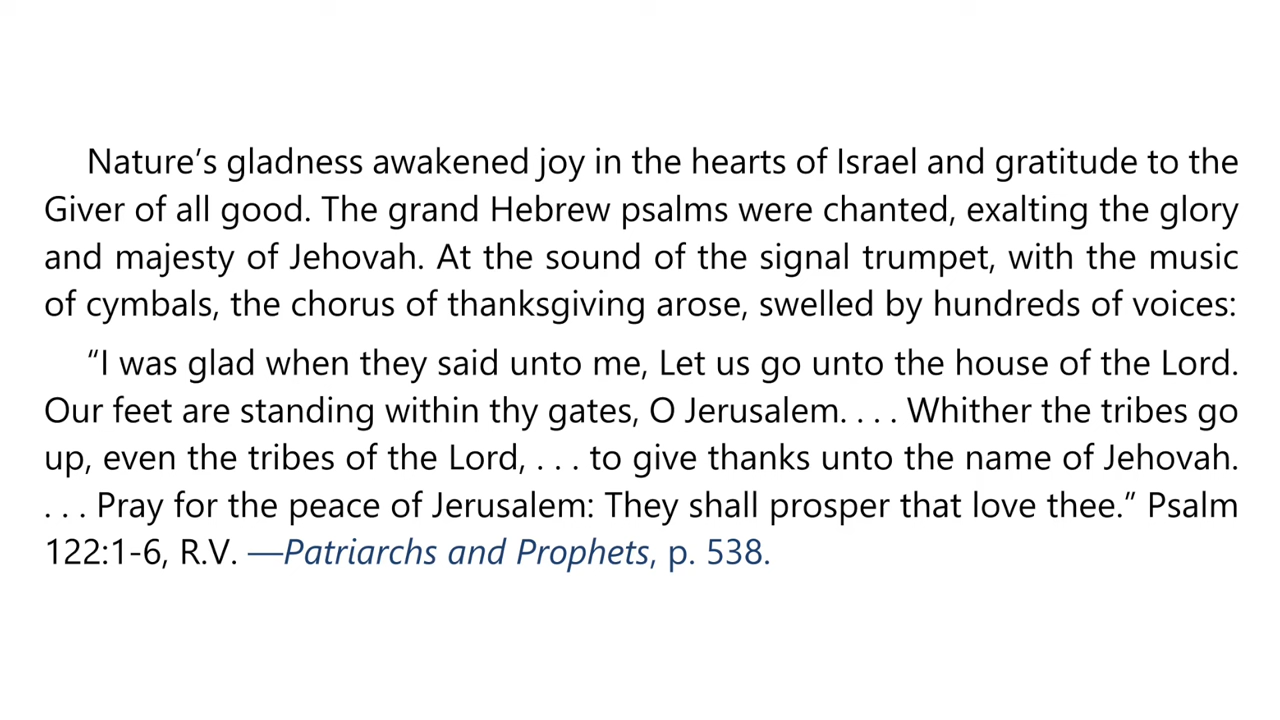 Nature’s gladness awakened joy in the hearts of Israel and gratitude to the
Giver of all good. The grand Hebrew psalms were chanted, exalting the glory
and majesty of Jehovah. At the sound of the signal trumpet, with the music
of cymbals, the chorus of thanksgiving arose, swelled by hundreds of voices:
“I was glad when they said unto me, Let us go unto the house of the Lord.
Our feet are standing within thy gates, O Jerusalem. . . . Whither the tribes go
up, even the tribes of the Lord, . . . to give thanks unto the name of Jehovah.
. . . Pray for the peace of Jerusalem: They shall prosper that love thee.” Psalm
122:1-6, R.V. —Patriarchs and Prophets, p. 538.